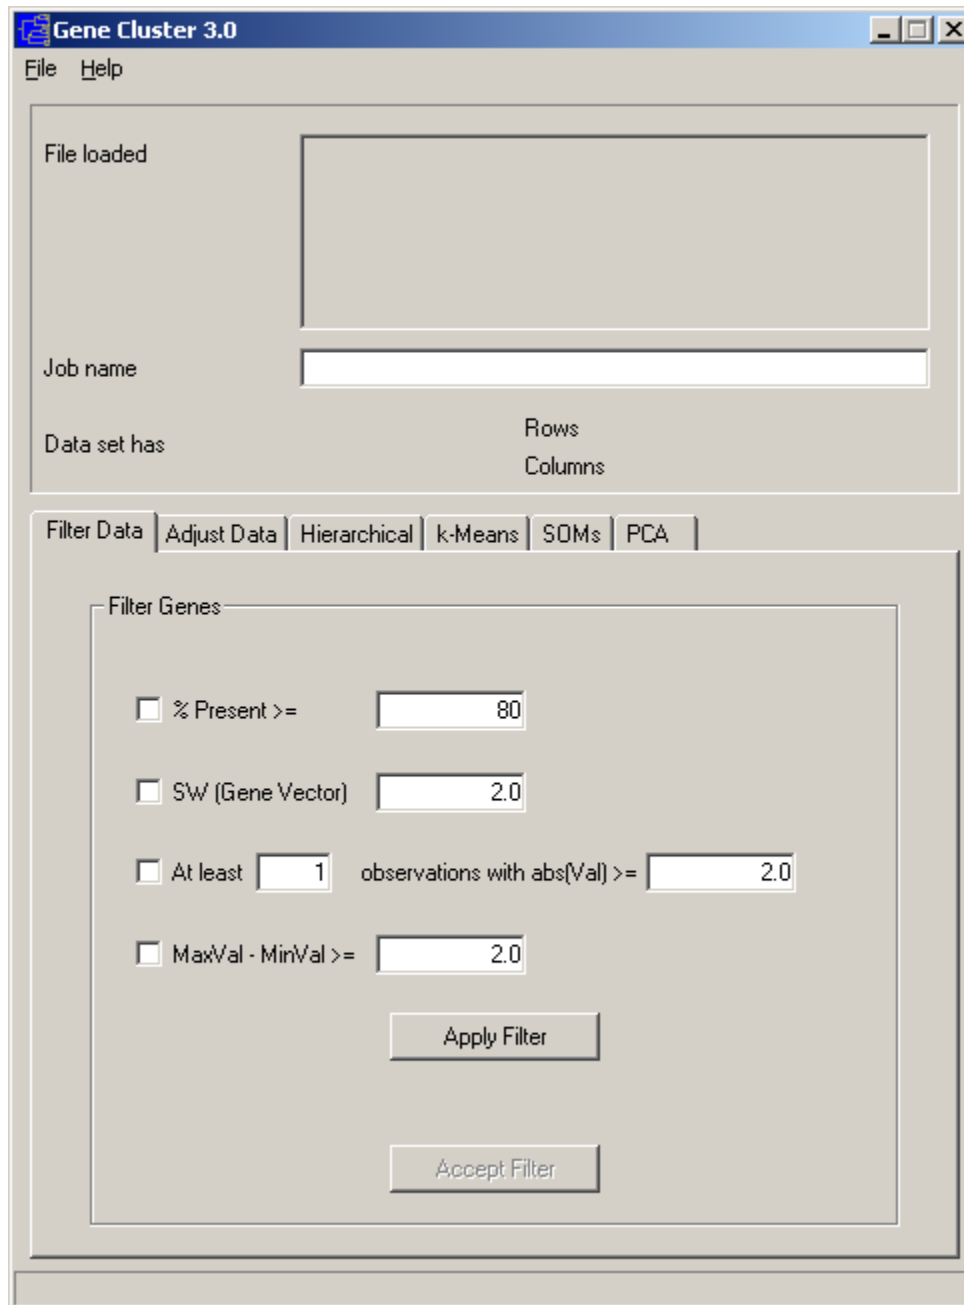 Gene Cluster 3.0
File Help
File loaded
Job name
Data set has
Rows
Columns
Filter Data Adjust Data Hierarchical k-Means SOMs PCA
Filter Genes
% Present >= 80
SW (Gene Vector) 2.0
At least 1 observations with abs(Val) >= 2.0
MaxVal - MinVal >= 2.0
Apply Filter
Accept Filter